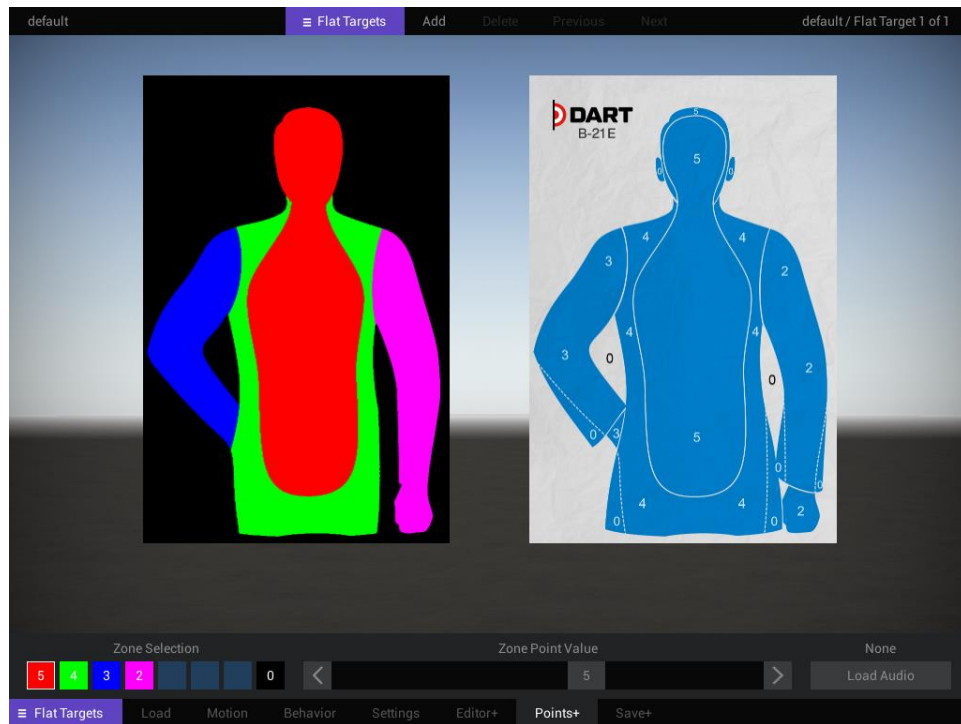 default
≡ Flat Targets Add Delete Previous Next
default / Flat Target 1 of 1
DART
B-21E
5
5
0 0
4 4
3 2
4 4
0
3 2
0
0 3 5
0 0
4 4 2
0 0
Zone Selection Zone Point Value None
5 4 3 2 0 5 Load Audio
≡ Flat Targets Load Motion Behavior Settings Editor+ Points+ Save+